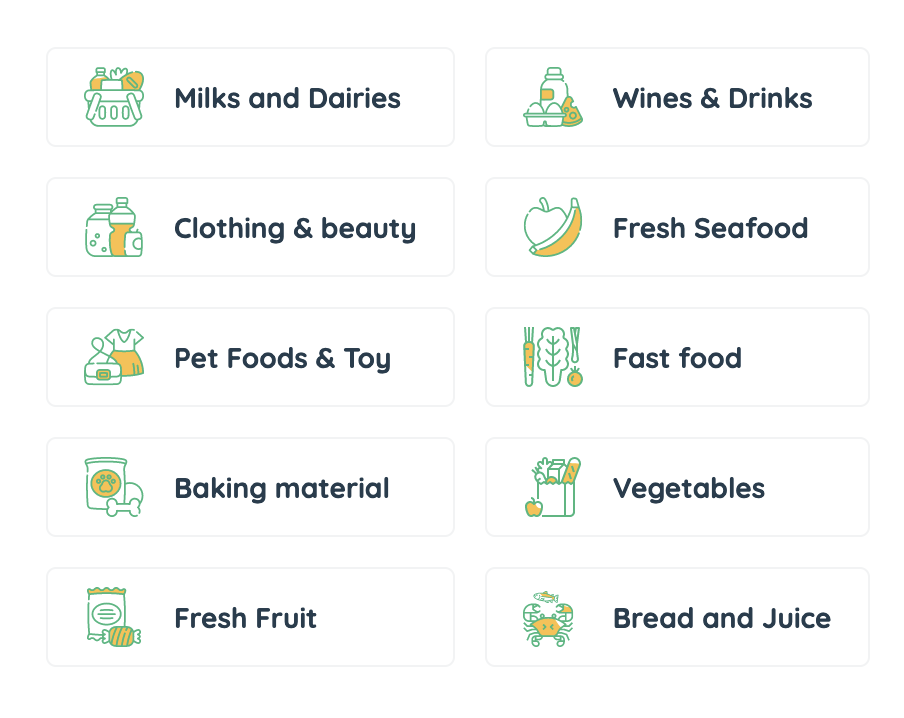 Milks and Dairies
Wines & Drinks
Clothing & beauty
Fresh Seafood
Pet Foods & Toy
Fast food
Baking material
Vegetables
Fresh Fruit
Bread and Juice